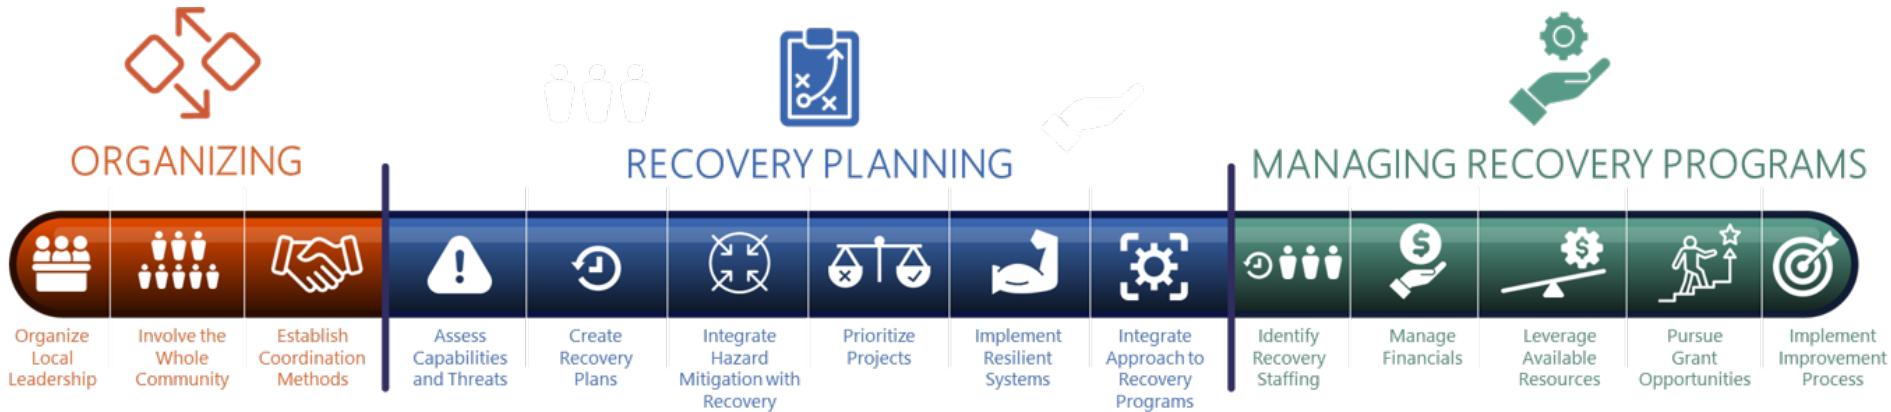 ORGANIZING
RECOVERY PLANNING
MANAGING RECOVERY PROGRAMS
Organize
Local
Leadership
Involve the
Whole
Community
Establish
Coordination
Methods
Assess
Capabilities
and Threats
Create
Recovery
Plans
Integrate
Hazard
Mitigation with
Recovery
Prioritize
Projects
Implement
Resilient
Systems
Integrate
Approach to
Recovery
Programs
Identify
Recovery
Staffing
Manage
Financials
Leverage
Available
Resources
Pursue
Grant
Opportunities
Implement
Improvement
Process